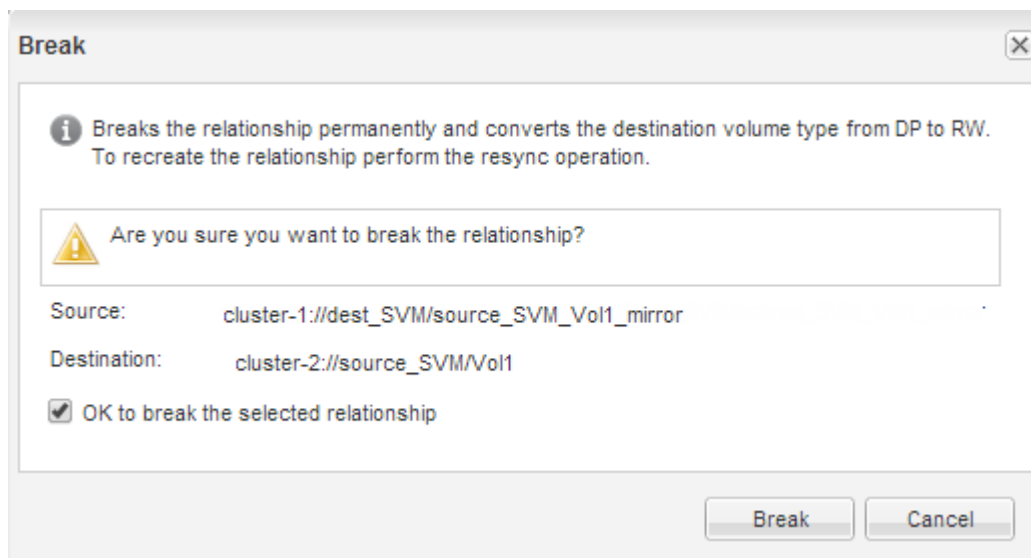 Break
Breaks the relationship permanently and converts the destination volume type from DP to RW.
To recreate the relationship perform the resync operation.
Are you sure you want to break the relationship?
Source: cluster-1://dest_SVM/source_SVM_Vol1_mirror
Destination: cluster-2://source_SVM/Vol1
OK to break the selected relationship
Break Cancel